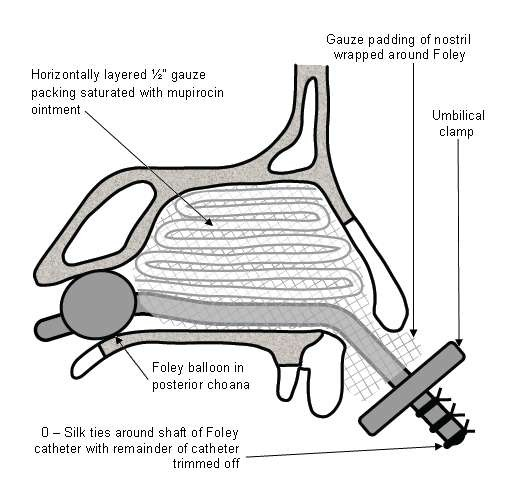 Gauze padding of nostril
wrapped around Foley
Horizontally layered ½” gauze
packing saturated with mupirocin
ointment
Umbilical
clamp
Foley balloon in
posterior choana
0 – Silk ties around shaft of Foley
catheter with remainder of catheter
trimmed off